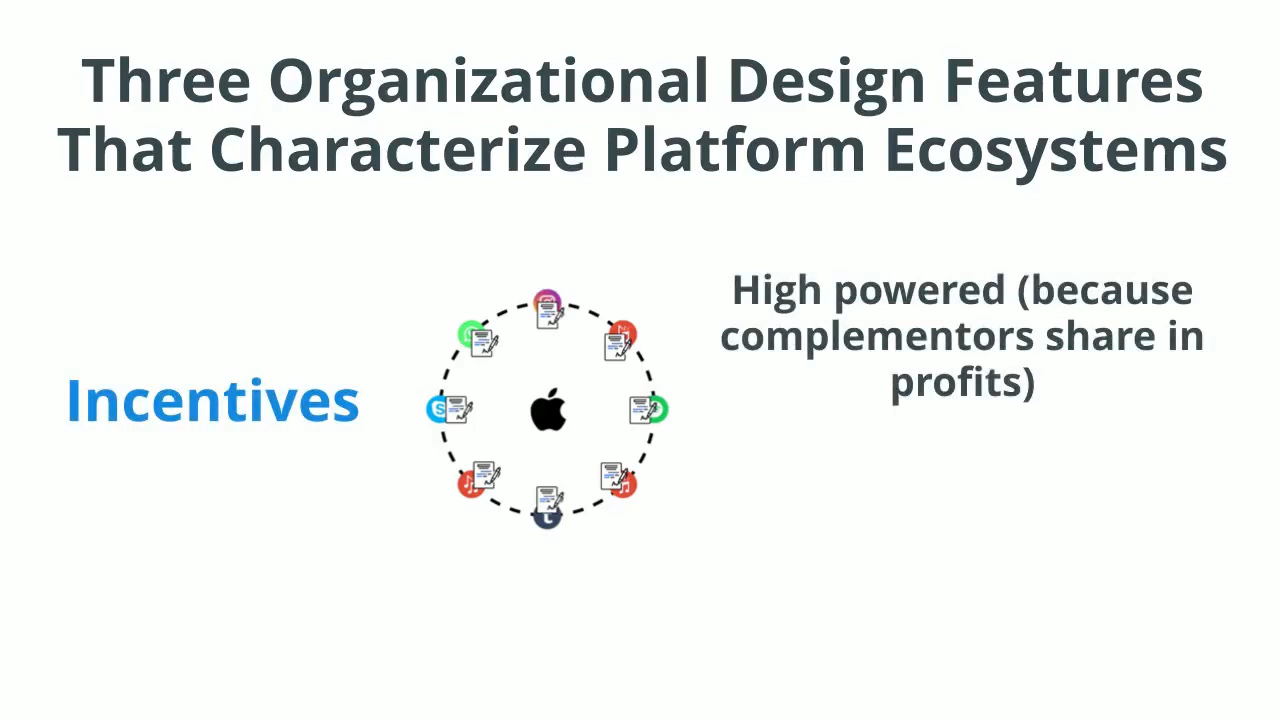 Three Organizational Design Features
That Characterize Platform Ecosystems
High powered (because
complementors share in
profits)
Incentives